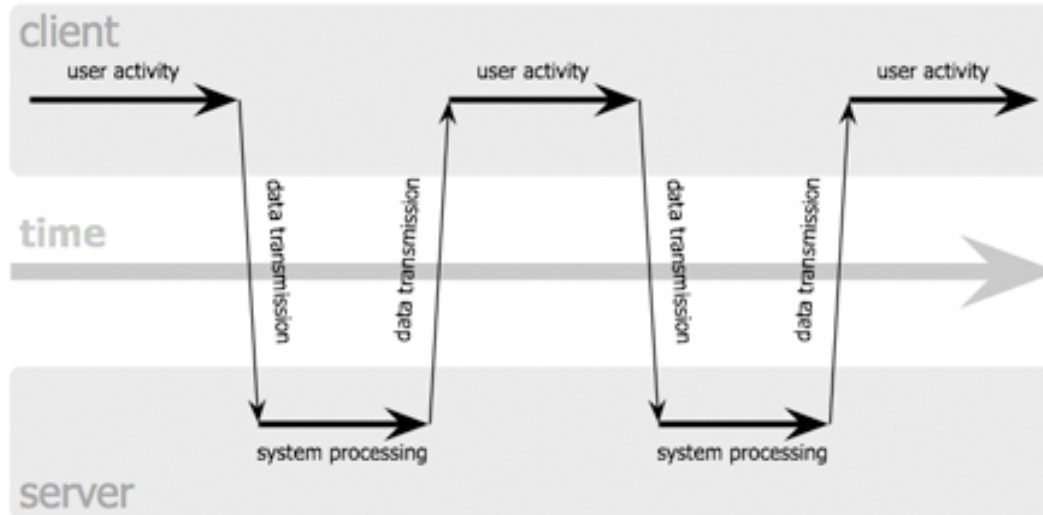 client
user activity
user activity
user activity
data transmission
data transmission
data transmission
data transmission
time
system processing
system processing
server